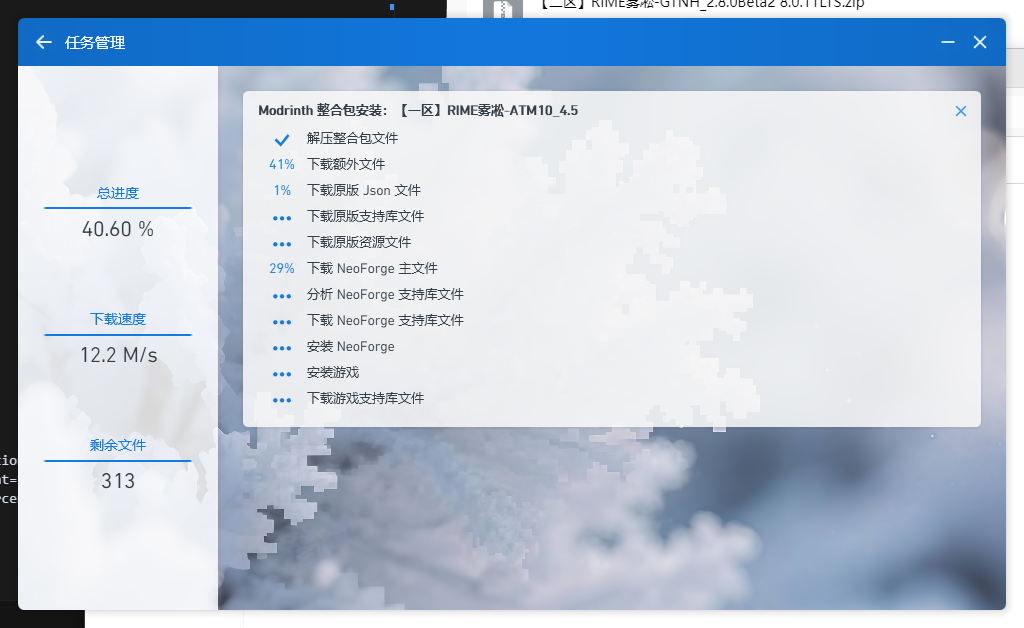 【二区】RIME雾凇-GTNH_2.8.0Beta2 8.0.11LTS.zip
任务管理
Modrinth 整合包安装：【一区】RIME雾凇-ATM10_4.5
解压整合包文件
41% 下载额外文件
1% 下载原版 Json 文件
••• 下载原版支持库文件
••• 下载原版资源文件
29% 下载 NeoForge 主文件
••• 分析 NeoForge 支持库文件
••• 下载 NeoForge 支持库文件
••• 安装 NeoForge
••• 安装游戏
••• 下载游戏支持库文件
总进度
40.60 %
下载速度
12.2 M/s
剩余文件
313